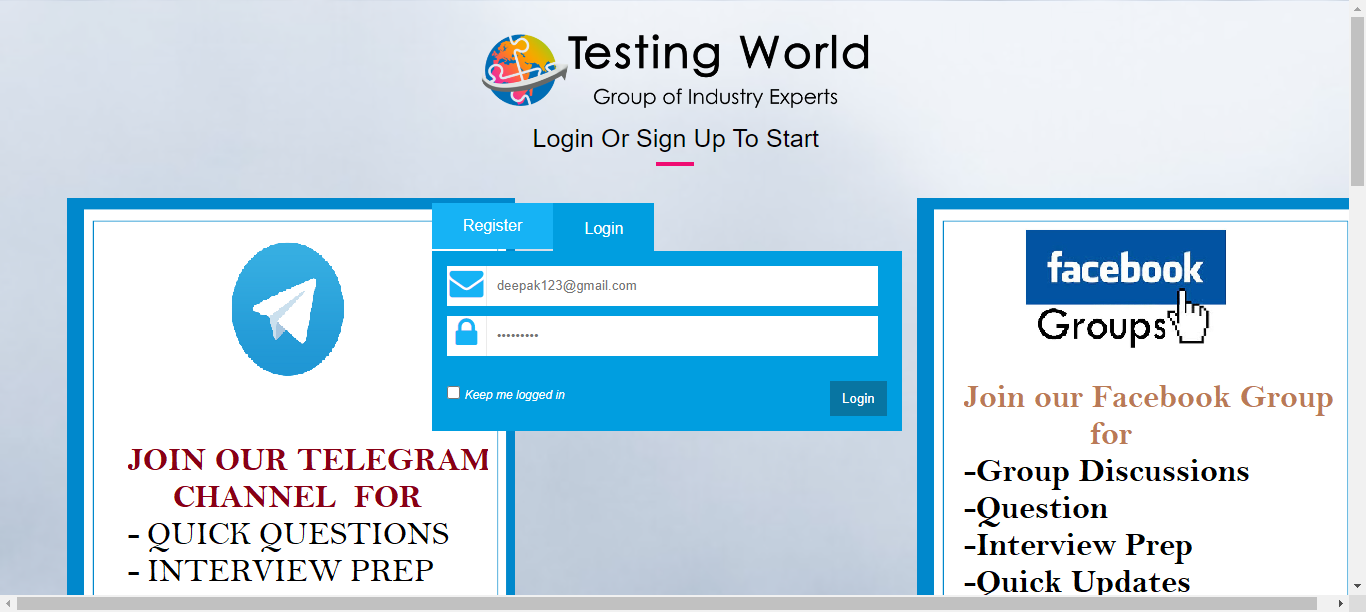 Testing World
Group of Industry Experts
Login Or Sign Up To Start
Register
Login
deepak123@gmail.com
•••••••••
Keep me logged in
Login
JOIN OUR TELEGRAM
CHANNEL FOR
- QUICK QUESTIONS
- INTERVIEW PREP
facebook
Groups
Join our Facebook Group
for
-Group Discussions
-Question
-Interview Prep
-Quick Updates